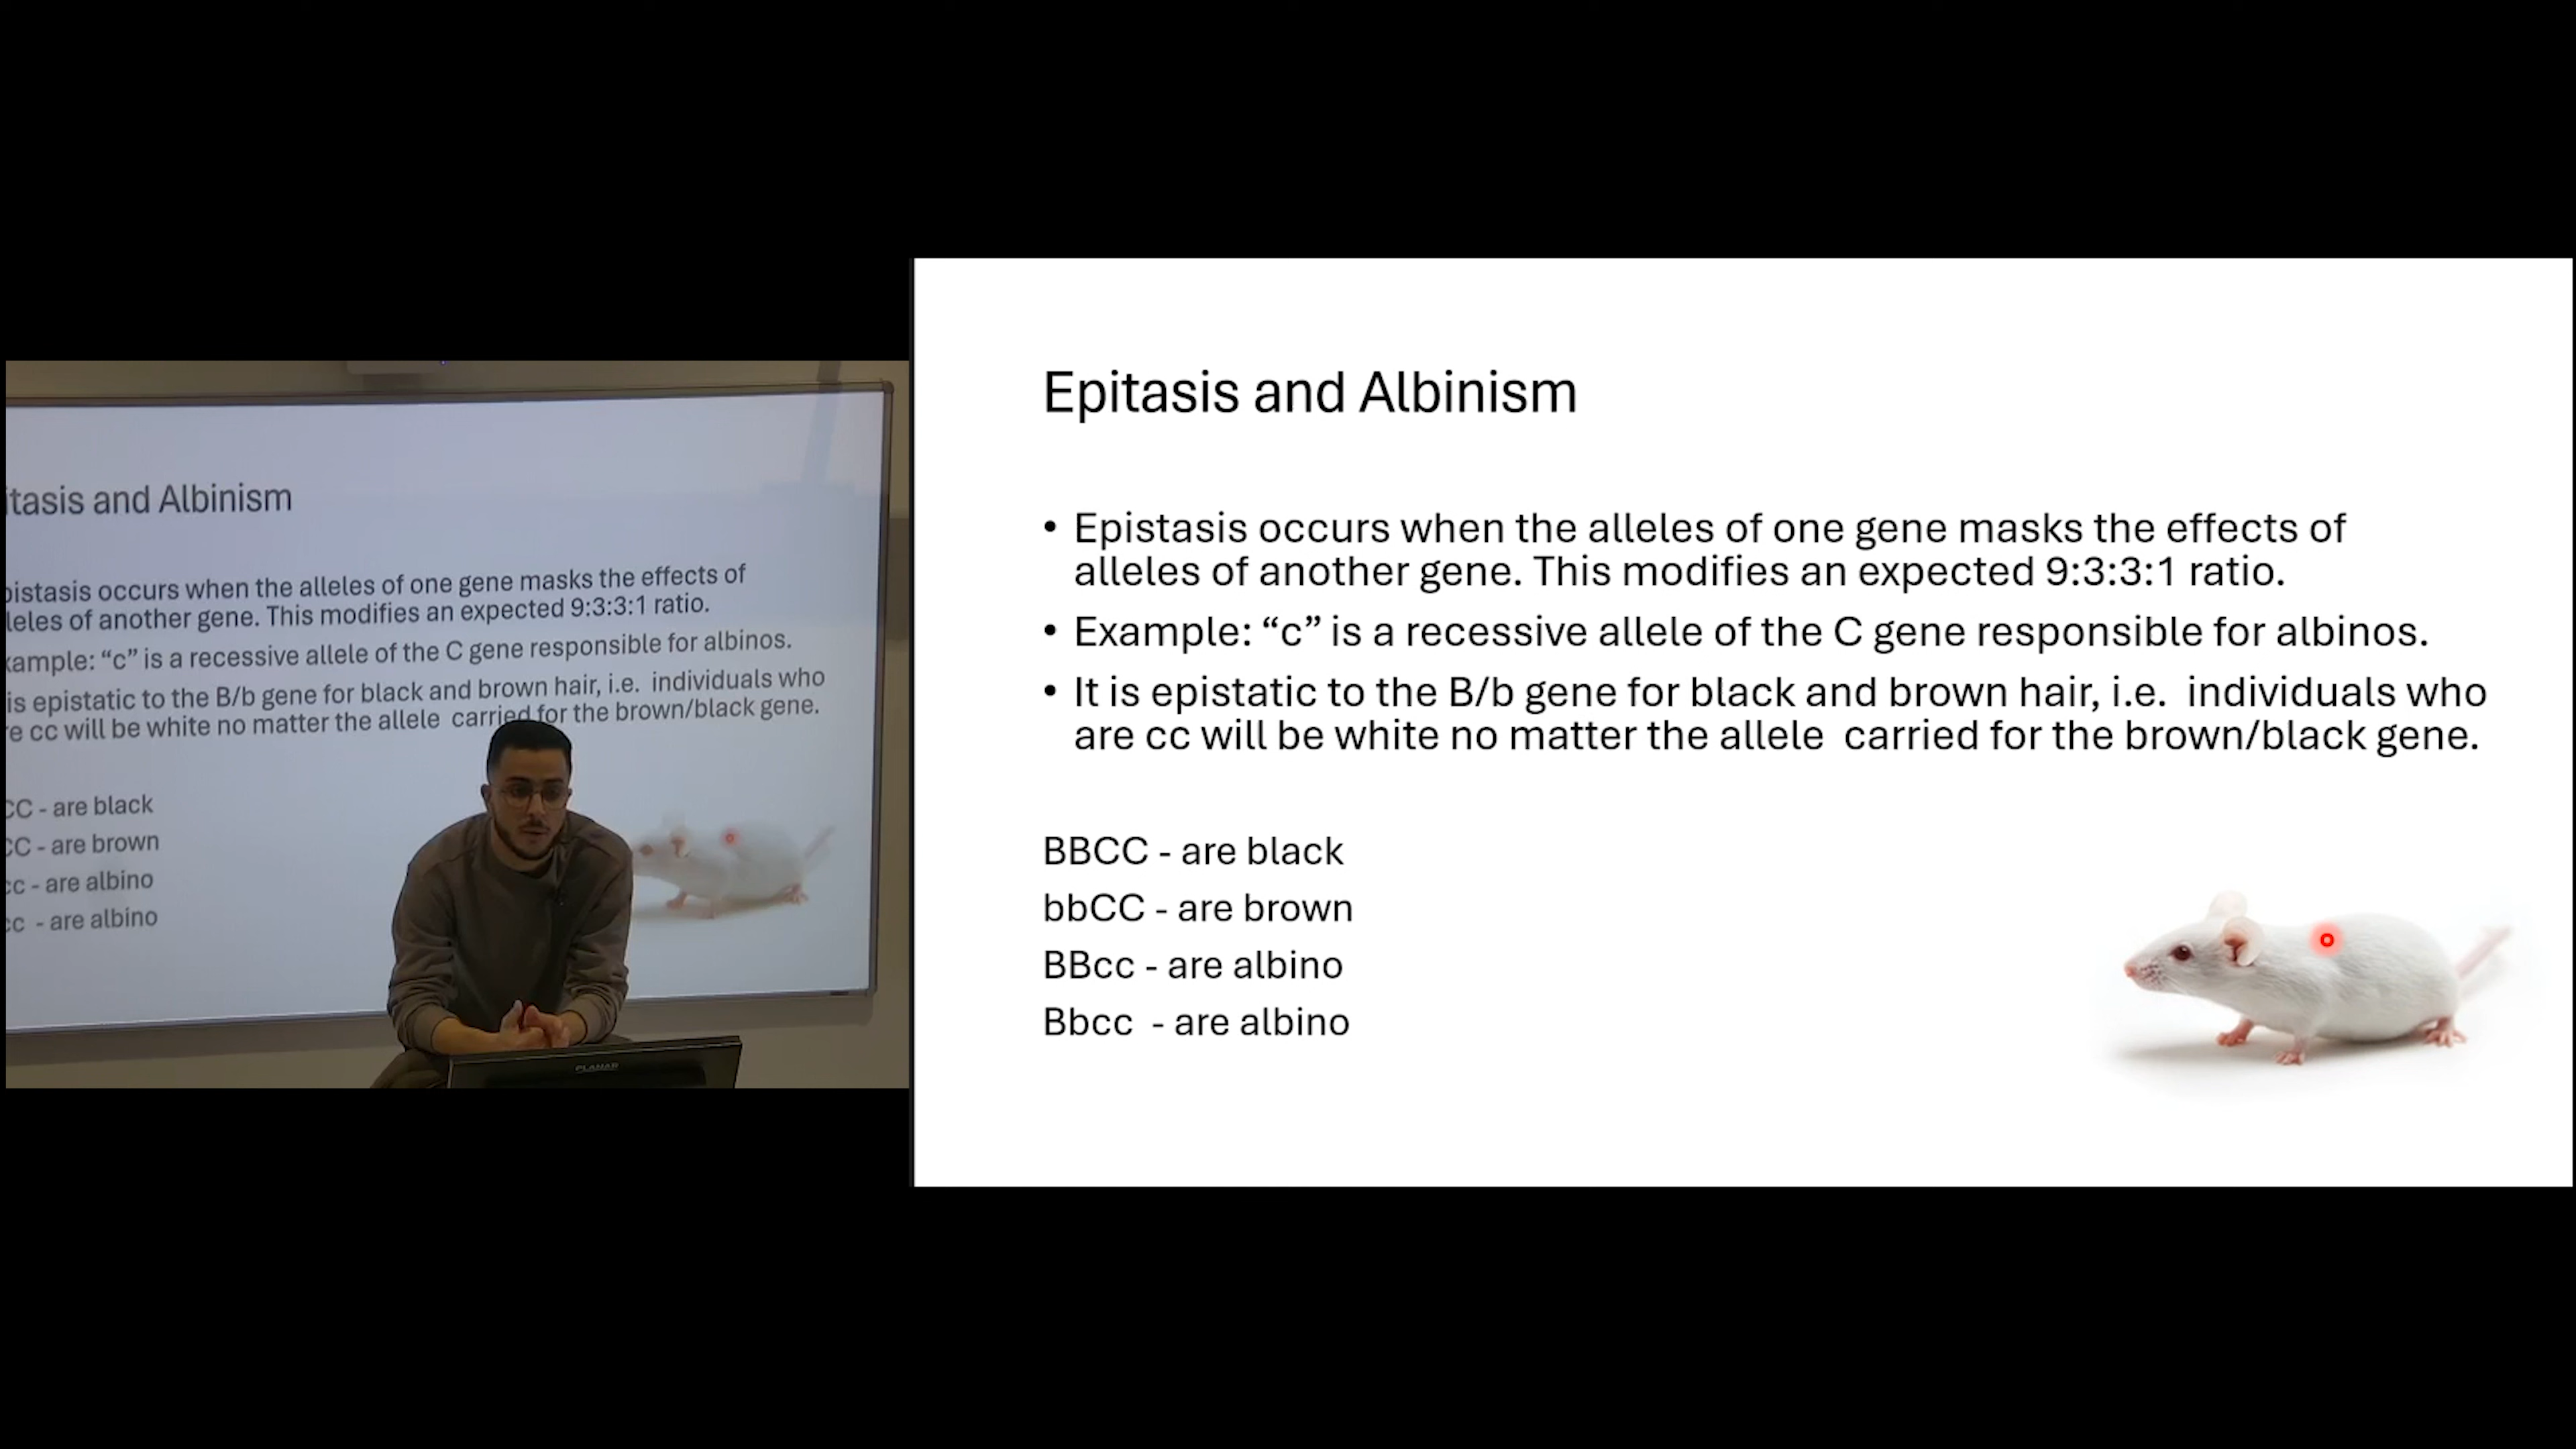 itasis and Albinism
pistasis occurs when the alleles of one gene masks the effects of
leles of another gene. This modifies an expected 9:3:3:1 ratio.
xample: “c” is a recessive allele of the C gene responsible for albinos.
is epistatic to the B/b gene for black and brown hair, i.e. individuals who
re cc will be white no matter the allele carried for the brown/black gene.
CC - are black
CC - are brown
cc - are albino
cc - are albino
PLANAR
Epitasis and Albinism
• Epistasis occurs when the alleles of one gene masks the effects of
alleles of another gene. This modifies an expected 9:3:3:1 ratio.
• Example: “c” is a recessive allele of the C gene responsible for albinos.
• It is epistatic to the B/b gene for black and brown hair, i.e. individuals who
are cc will be white no matter the allele carried for the brown/black gene.
BBCC - are black
bbCC - are brown
BBcc - are albino
Bbcc - are albino